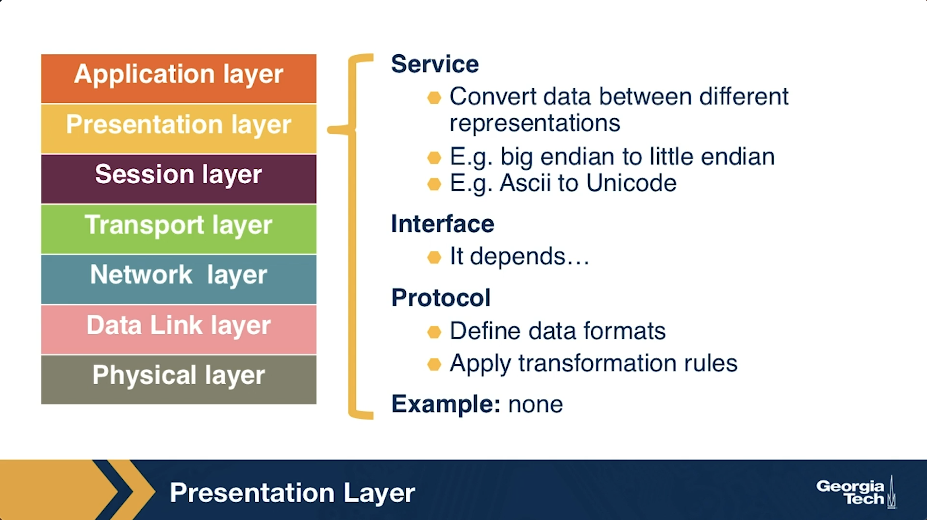 Application layer
Presentation layer
Session layer
Transport layer
Network layer
Data Link layer
Physical layer
Service
Convert data between different
representations
E.g. big endian to little endian
E.g. Ascii to Unicode
Interface
It depends…
Protocol
Define data formats
Apply transformation rules
Example: none
Presentation Layer
Georgia
Tech